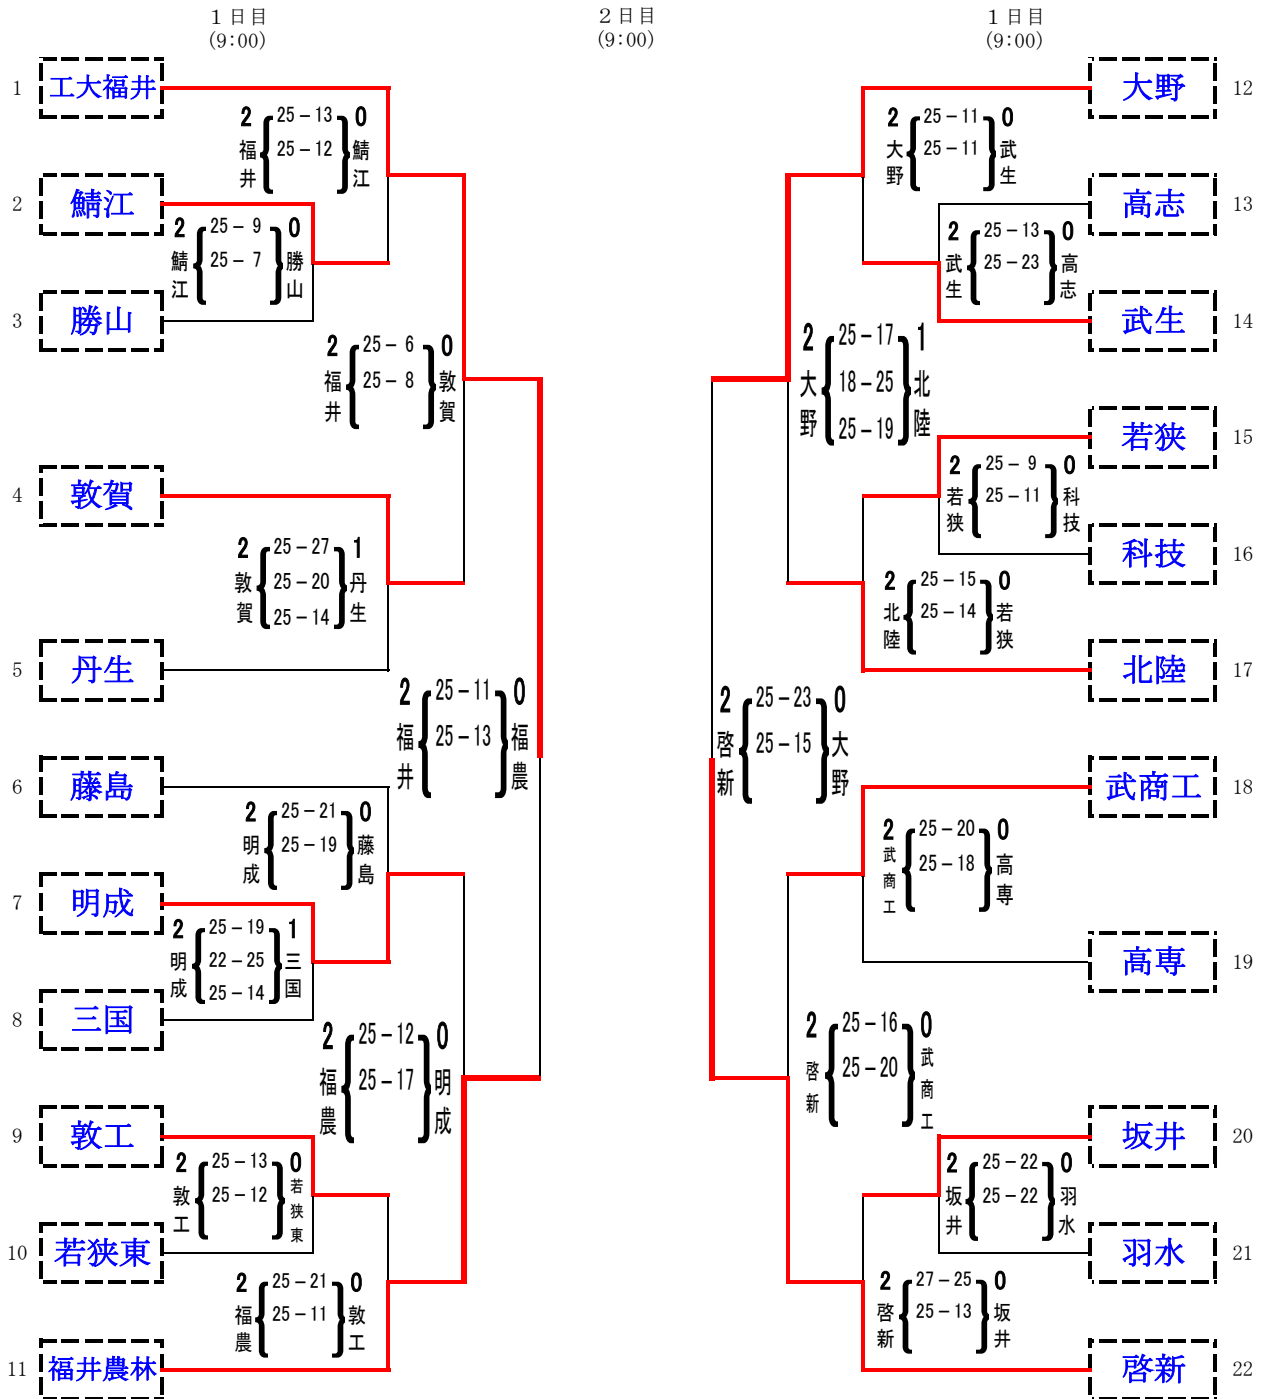 1日目
(9:00)
2日目
(9:00)
1日目
(9:00)
1 工大福井
2 25-13 0
福井 25-12 鯖江
2 鯖江
2 25- 9 0
鯖江 25- 7 勝山
3 勝山
2 25- 6 0
福井 25- 8 敦賀
4 敦賀
2 25-27 1
敦賀 25-20 丹生
25-14
5 丹生
2 25-11 0
福井 25-13 福農
6 藤島
2 25-21 0
明成 25-19 藤島
7 明成
2 25-19 1
明成 22-25 三国
25-14
8 三国
2 25-12 0
福農 25-17 明成
9 敦工
2 25-13 0
敦工 25-12 若狭東
10 若狭東
2 25-21 0
福農 25-11 敦工
11 福井農林
大野 12
2 25-11 0
大野 25-11 武生
高志 13
2 25-13 0
武生 25-23 高志
武生 14
2 25-17 1
大野 18-25 北陸
25-19
若狭 15
2 25- 9 0
若狭 25-11 科技
科技 16
2 25-15 0
北陸 25-14 若狭
北陸 17
2 25-23 0
啓新 25-15 大野
武商工 18
2 25-20 0
武商工 25-18 高専
高専 19
2 25-16 0
啓新 25-20 武商工
坂井 20
2 25-22 0
坂井 25-22 羽水
羽水 21
2 27-25 0
啓新 25-13 坂井
啓新 22